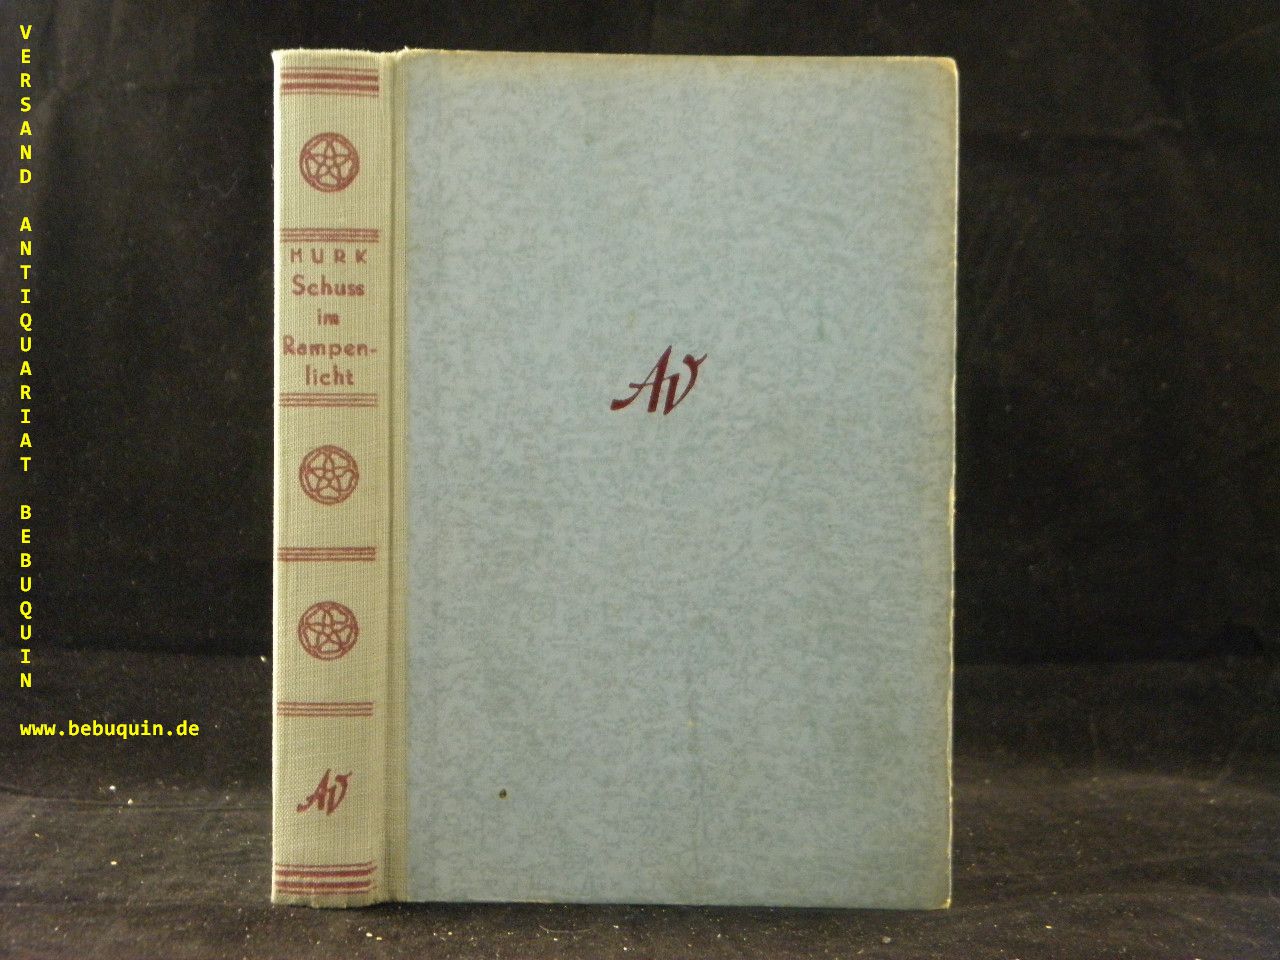 VERSAND ANTIQUARIAT BEBUQUIN
www.bebuquin.de
MURK
Schuss
im
Rampen-
licht
AV
AV